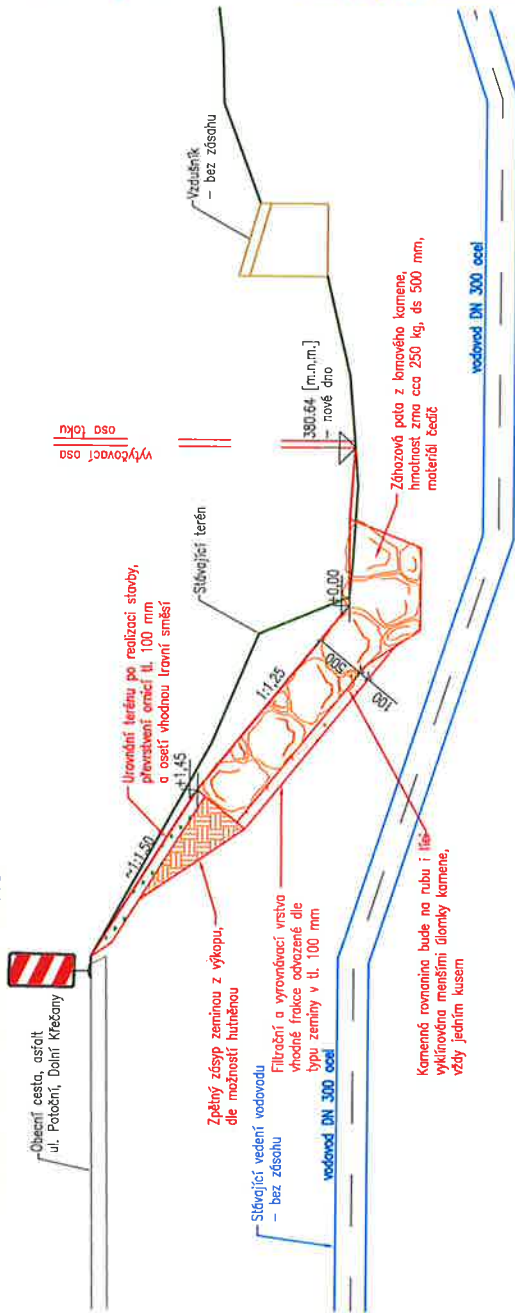 Obecní cesta, asfalt
ul. Potoční, Dolní Křečany
~1:1,50
Urovnání terénu po realizaci stavby,
převrstvení ornicí tl. 100 mm
a osetí vhodnou travní směsí
+1,45
Stávající terén
vytyčovací osa
osa toku
Vzdušník
– bez zásahu
380.64 [m.n.m.]
– nové dno
±0,00
1:1,25
500
100
Zpětný zásyp zeminou z výkopu,
dle možností hutněnou
Filtrační a vyrovnávací vrstva
vhodné frakce odvozené dle
typu zeminy v tl. 100 mm
Záhozová pata z lomového kamene,
hmotnost zrna cca 250 kg, ds 500 mm,
materiál čedič
Stávající vedení vodovodu
– bez zásahu
vodovod DN 300 ocel
Kamenná rovnanina bude na rubu i líci
vyklínována menšími úlomky kamene,
vždy jedním kusem
vodovod DN 300 ocel